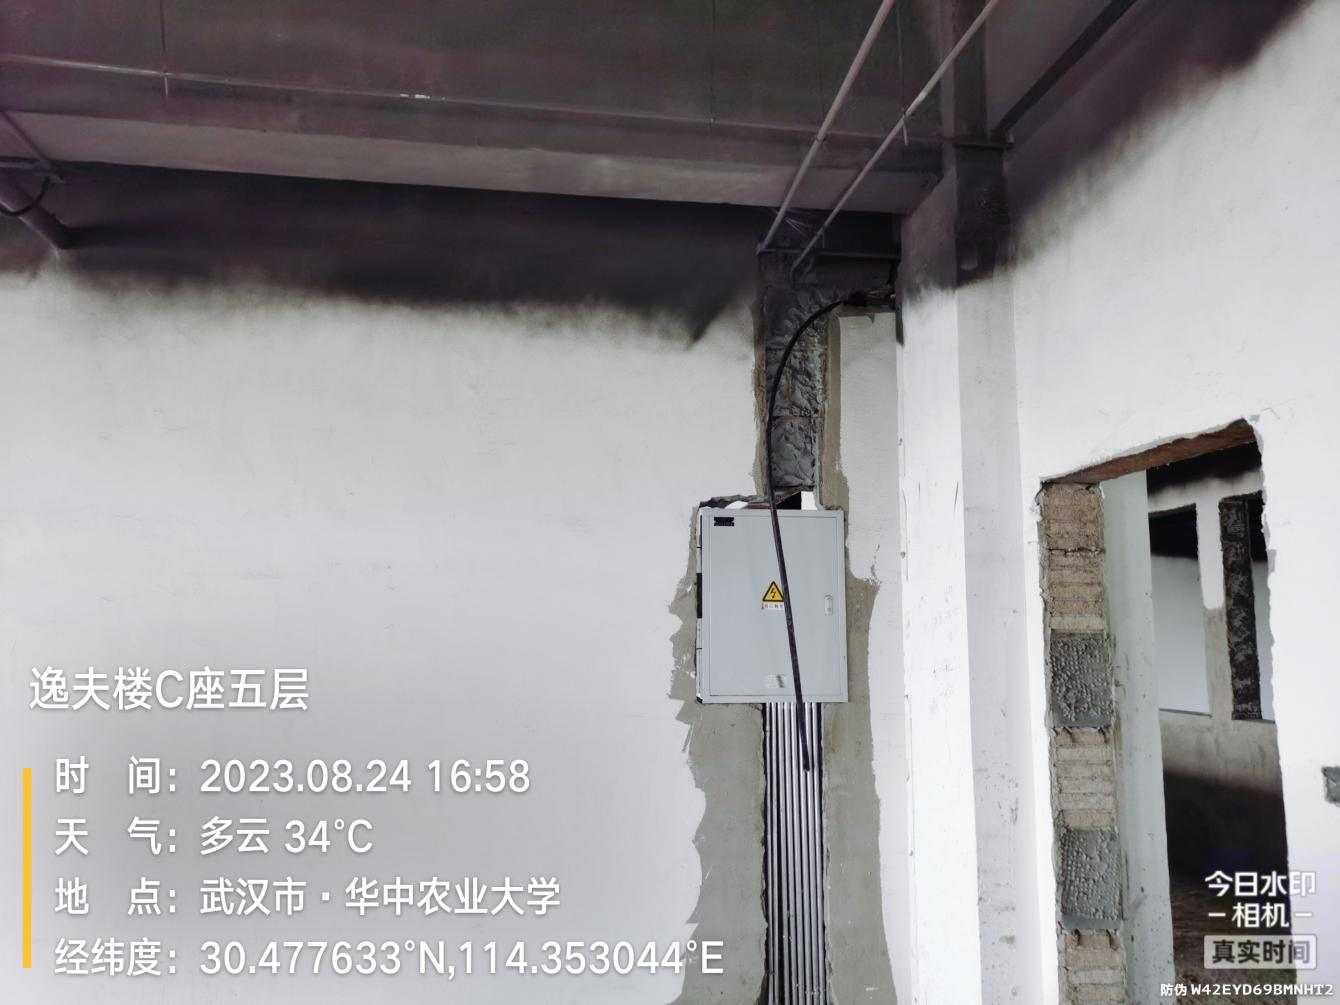 逸夫楼C座五层
时 间：2023.08.24 16:58
天 气：多云 34℃
地 点：武汉市·华中农业大学
经纬度：30.477633°N,114.353044°E
今日水印
-相机-
真实时间
防伪 W42EYD69BMNHT2